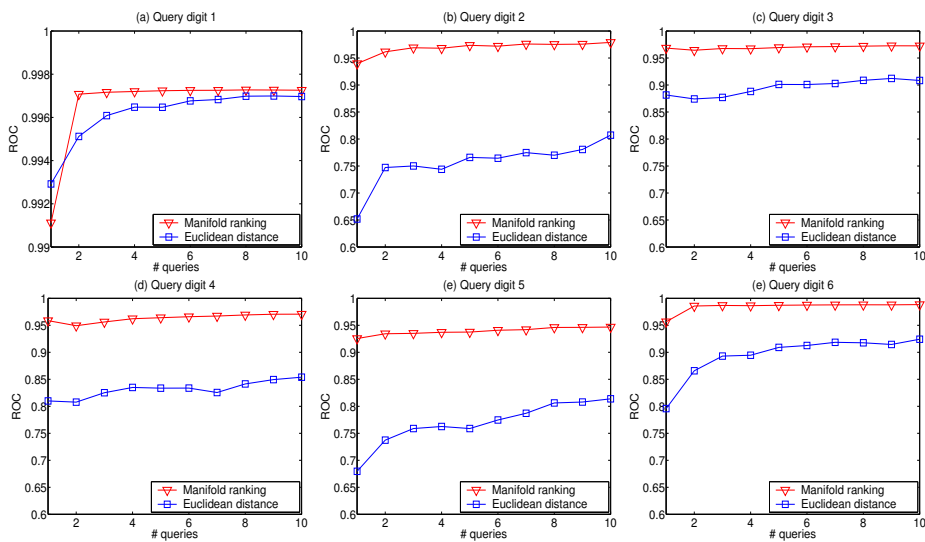 (a) Query digit 1
1
0.998
0.996
0.994
0.992
0.99
ROC
2
4
6
8
10
# queries
Manifold ranking
Euclidean distance
(b) Query digit 2
1
0.95
0.9
0.85
0.8
0.75
0.7
0.65
0.6
ROC
2
4
6
8
10
# queries
Manifold ranking
Euclidean distance
(c) Query digit 3
1
0.95
0.9
0.85
0.8
0.75
0.7
0.65
0.6
ROC
2
4
6
8
10
# queries
Manifold ranking
Euclidean distance
(d) Query digit 4
1
0.95
0.9
0.85
0.8
0.75
0.7
0.65
0.6
ROC
2
4
6
8
10
# queries
Manifold ranking
Euclidean distance
(e) Query digit 5
1
0.95
0.9
0.85
0.8
0.75
0.7
0.65
0.6
ROC
2
4
6
8
10
# queries
Manifold ranking
Euclidean distance
(e) Query digit 6
1
0.95
0.9
0.85
0.8
0.75
0.7
0.65
0.6
ROC
2
4
6
8
10
# queries
Manifold ranking
Euclidean distance